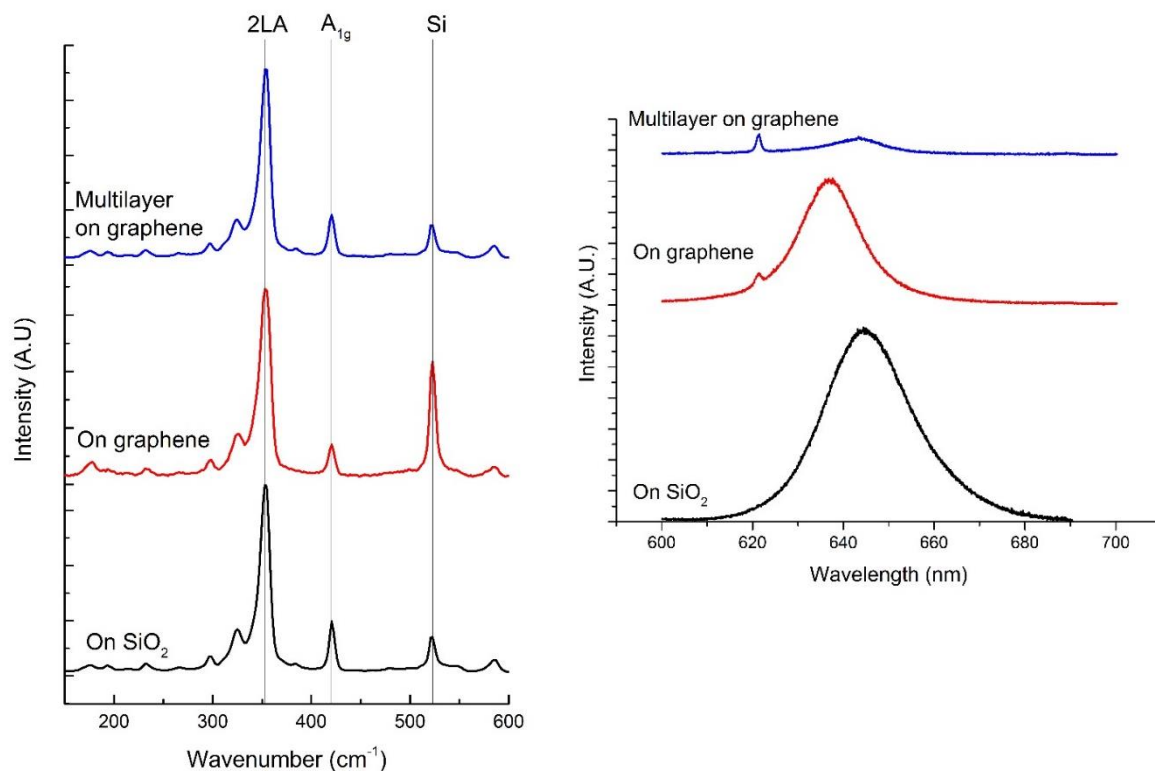 2LA A₁g Si
Multilayer
on graphene
On graphene
On SiO₂
Intensity (A.U)
200 300 400 500 600
Wavenumber (cm⁻¹)
Multilayer on graphene
On graphene
On SiO₂
Intensity (A.U.)
600 620 640 660 680 700
Wavelength (nm)